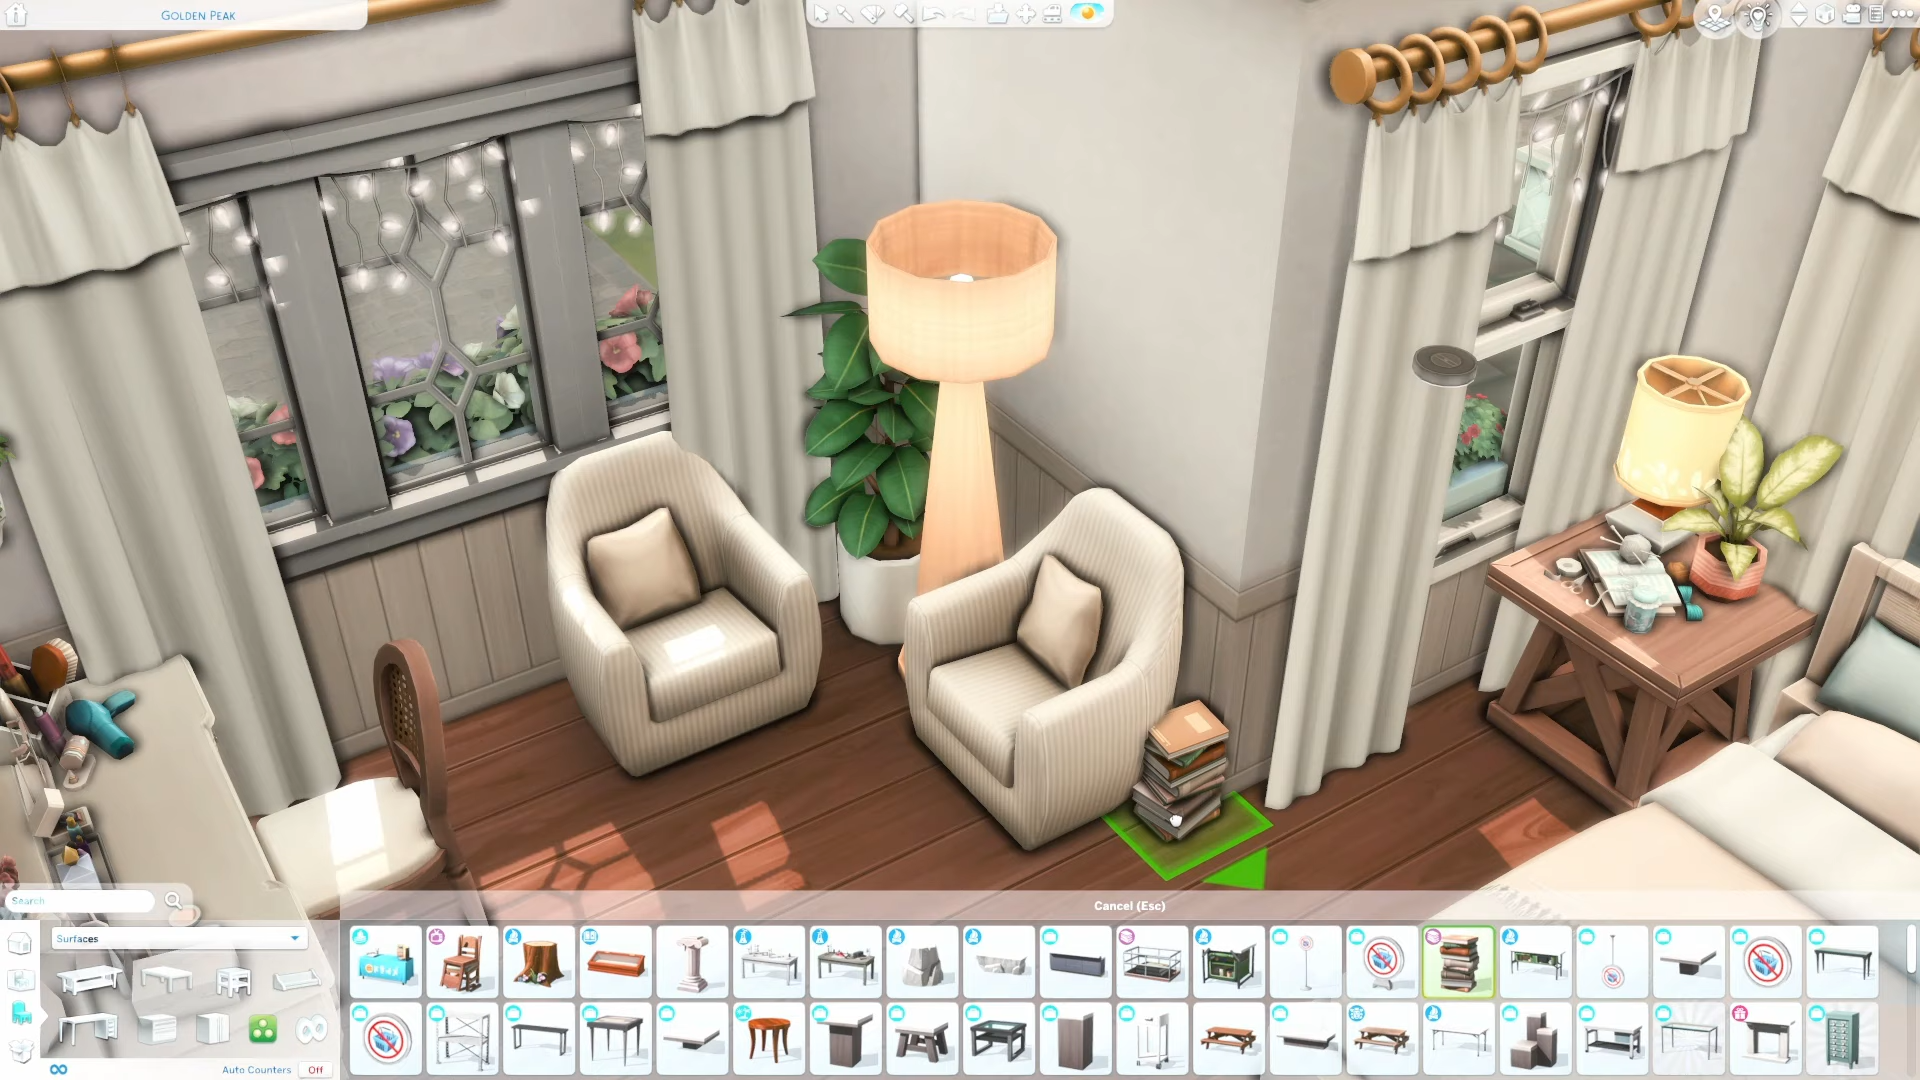 GOLDEN PEAK
Cancel (Esc)
Search
Surfaces
Auto Counters
Off